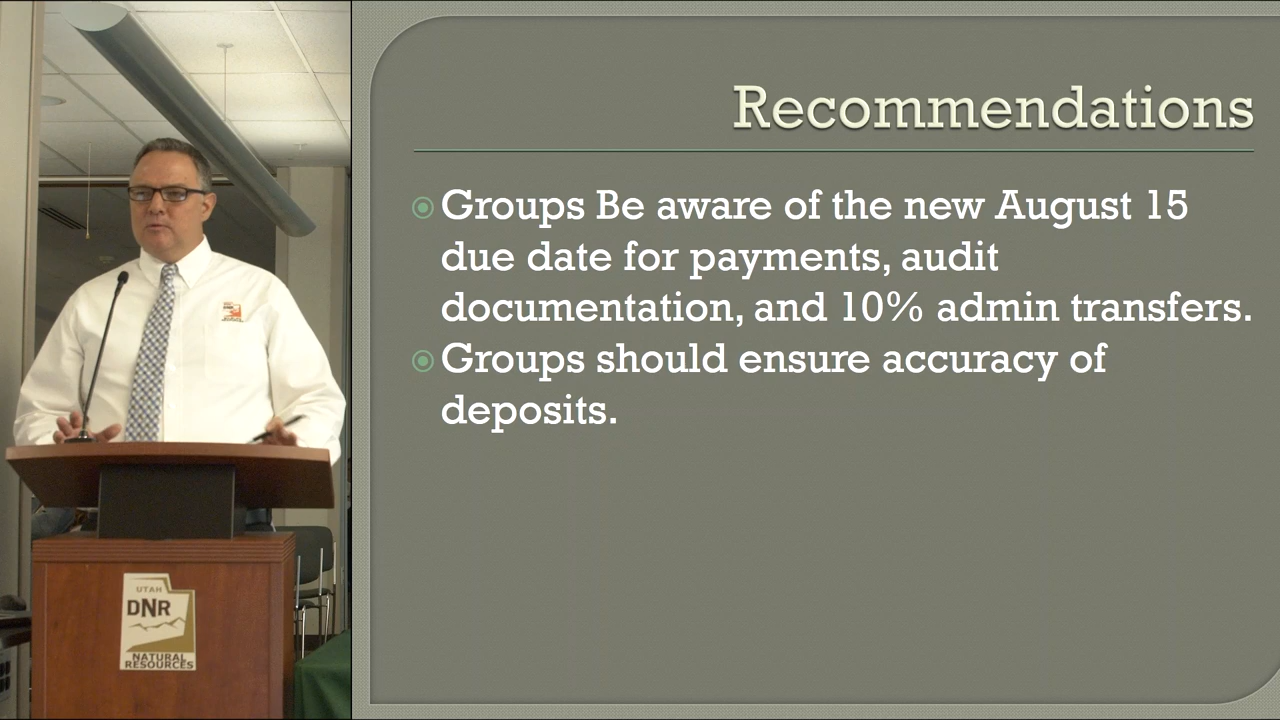 Recommendations
Groups Be aware of the new August 15
due date for payments, audit
documentation, and 10% admin transfers.
Groups should ensure accuracy of
deposits.
UTAH
DNR
NATURAL
RESOURCES